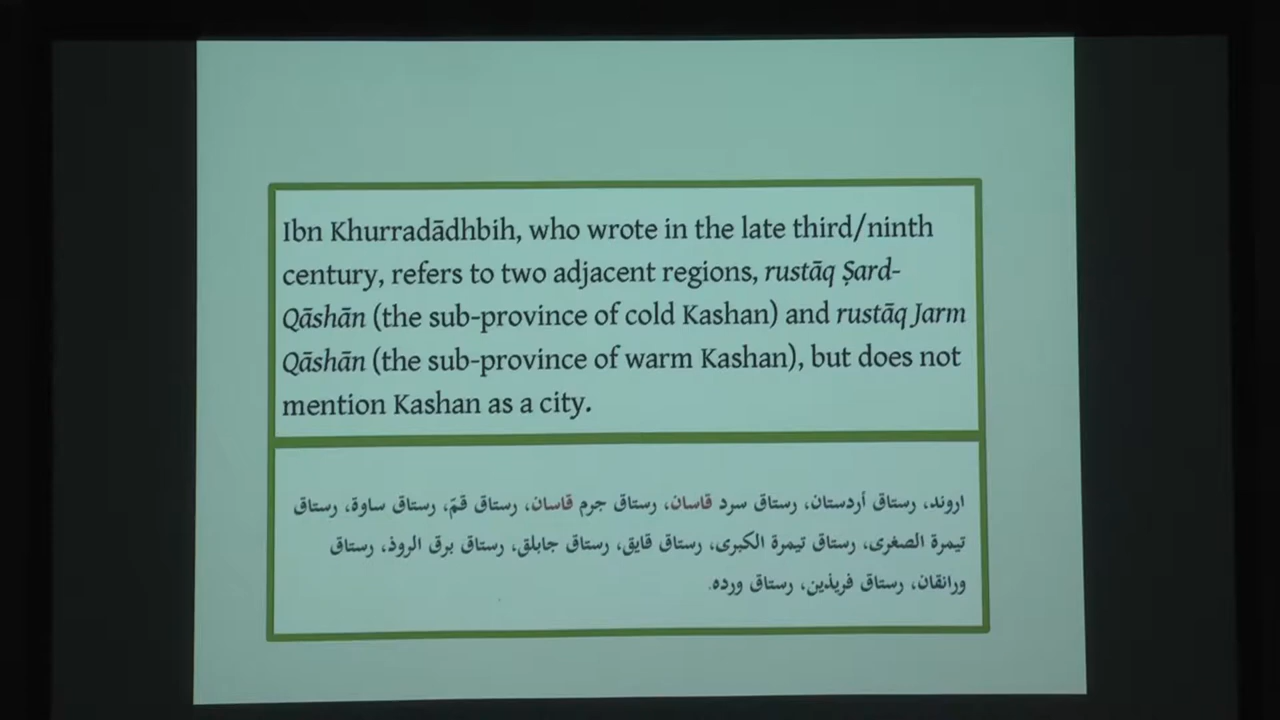 Ibn Khurradādhbih, who wrote in the late third/ninth
century, refers to two adjacent regions, rustāq Ṣard-
Qāshān (the sub-province of cold Kashan) and rustāq Jarm
Qāshān (the sub-province of warm Kashan), but does not
mention Kashan as a city.
اروند، رستاق أردستان، رستاق سرد قاسان، رستاق جرم قاسان، رستاق قمّ، رستاق ساوة، رستاق
تيمرة الصغرى، رستاق تيمرة الكبرى، رستاق قايق، رستاق جابلق، رستاق برق الروذ، رستاق
ورانقان، رستاق فريذين، رستاق ورده.